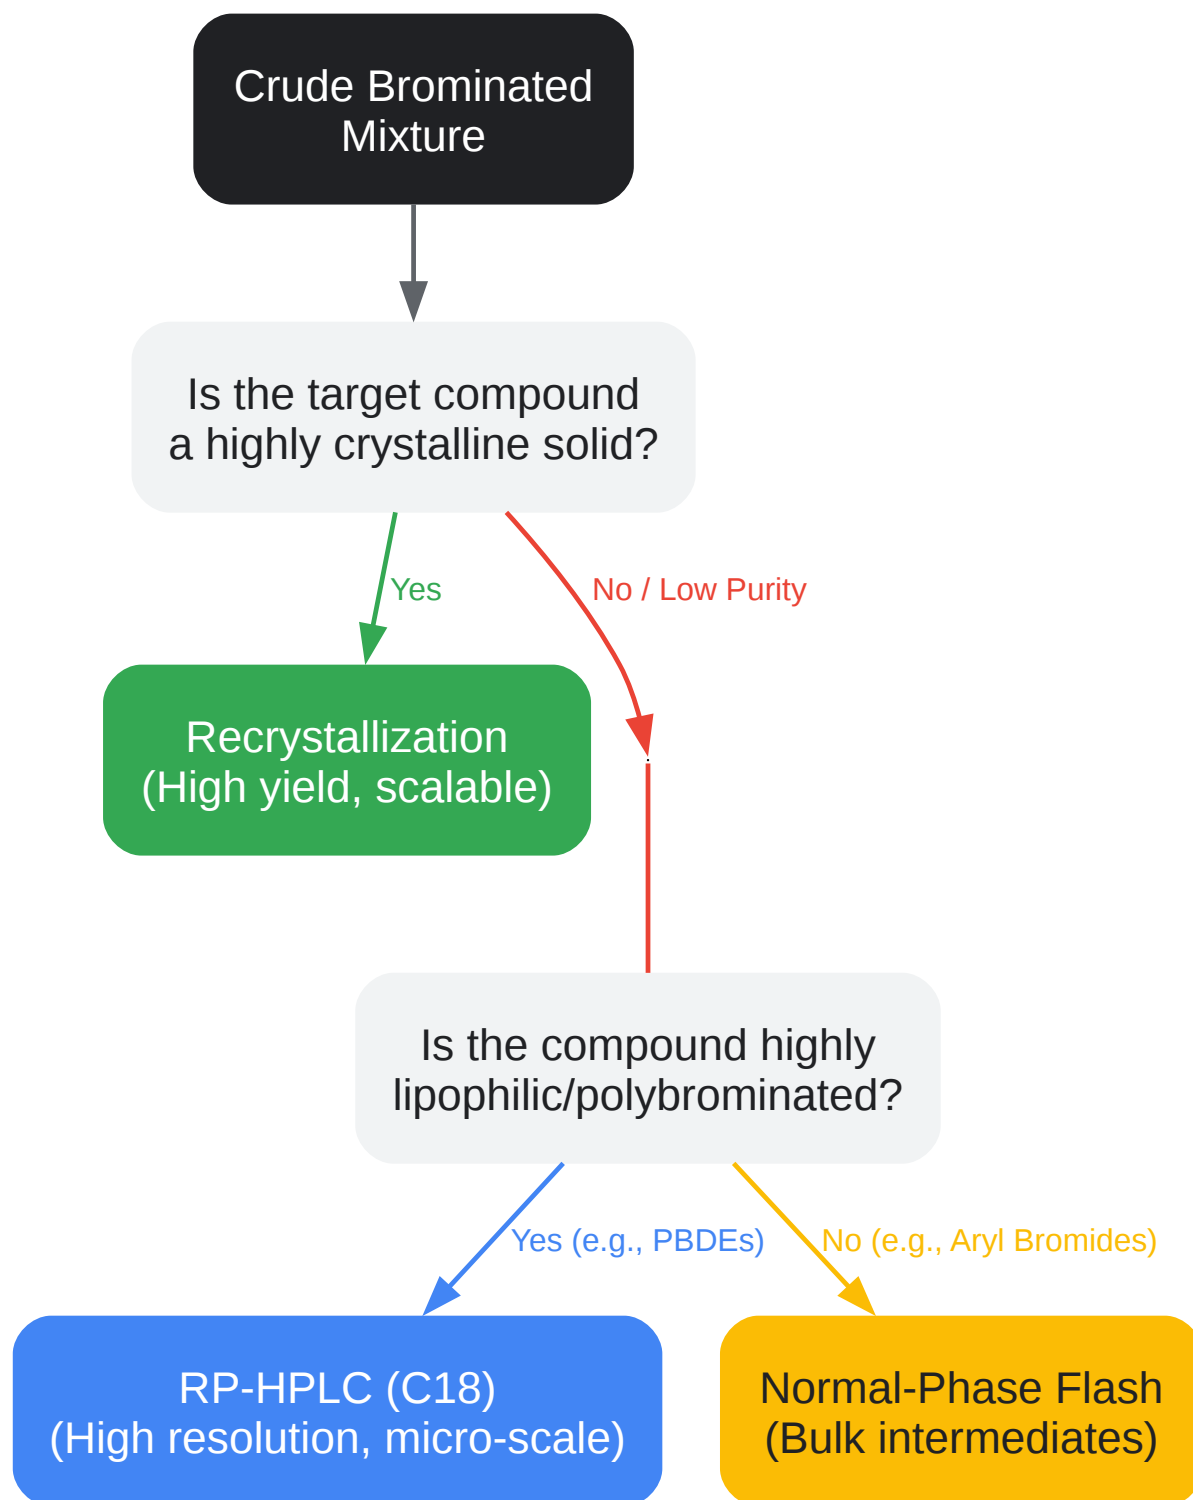 Crude Brominated
Mixture
Is the target compound
a highly crystalline solid?
Yes
No / Low Purity
Recrystallization
(High yield, scalable)
Is the compound highly
lipophilic/polybrominated?
Yes (e.g., PBDEs)
No (e.g., Aryl Bromides)
RP-HPLC (C18)
(High resolution, micro-scale)
Normal-Phase Flash
(Bulk intermediates)